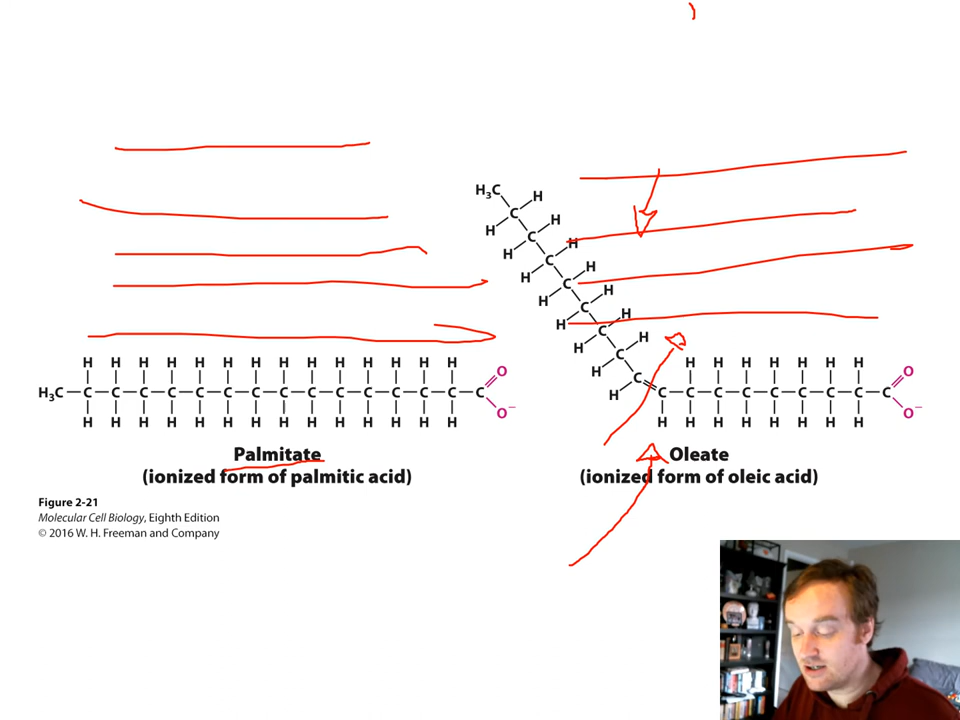 H₃C H
H C
C H
H C H
H C H
H C H
H C H
H C H
H H H H H H H H H H H H H H H C H H H H H H H H O
H₃C—C—C—C—C—C—C—C—C—C—C—C—C—C—C—C H C=C—C—C—C—C—C—C—C—C O
H H H H H H H H H H H H H H O⁻ H H H H H H H H O⁻
Palmitate
(ionized form of palmitic acid)
Oleate
(ionized form of oleic acid)
Figure 2-21
Molecular Cell Biology, Eighth Edition
© 2016 W. H. Freeman and Company